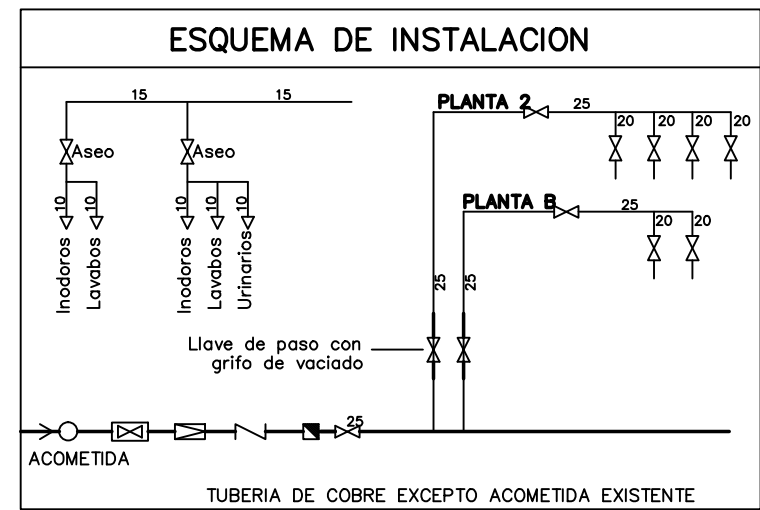 ESQUEMA DE INSTALACION
15
15
PLANTA 2
25
20
20
20
20
Aseo
Aseo
10
10
10
10
10
Inodoros
Lavabos
Inodoros
Lavabos
Urinarios
PLANTA B
25
20
20
25
25
Llave de paso con
grifo de vaciado
25
ACOMETIDA
TUBERIA DE COBRE EXCEPTO ACOMETIDA EXISTENTE